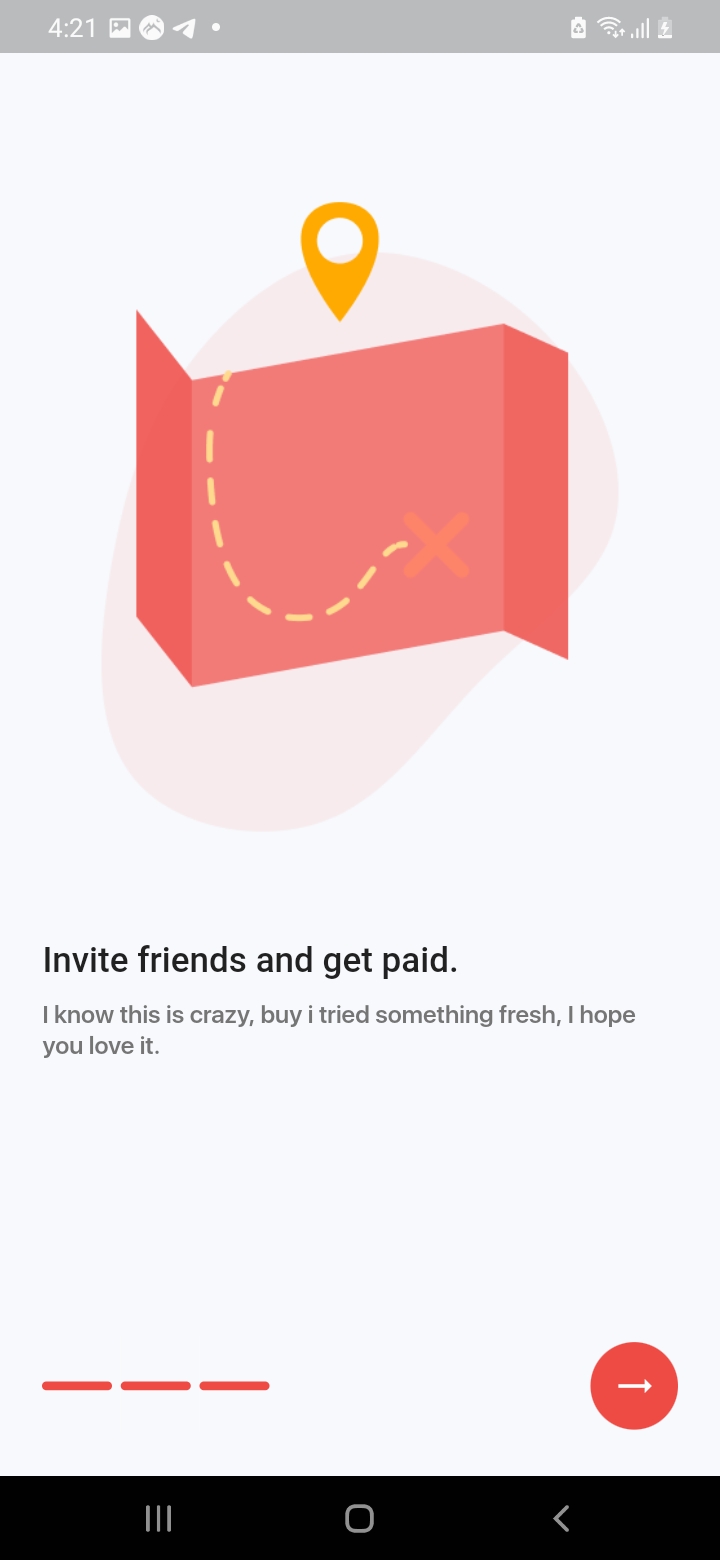 4:21
Invite friends and get paid.
I know this is crazy, buy i tried something fresh, I hope
you love it.